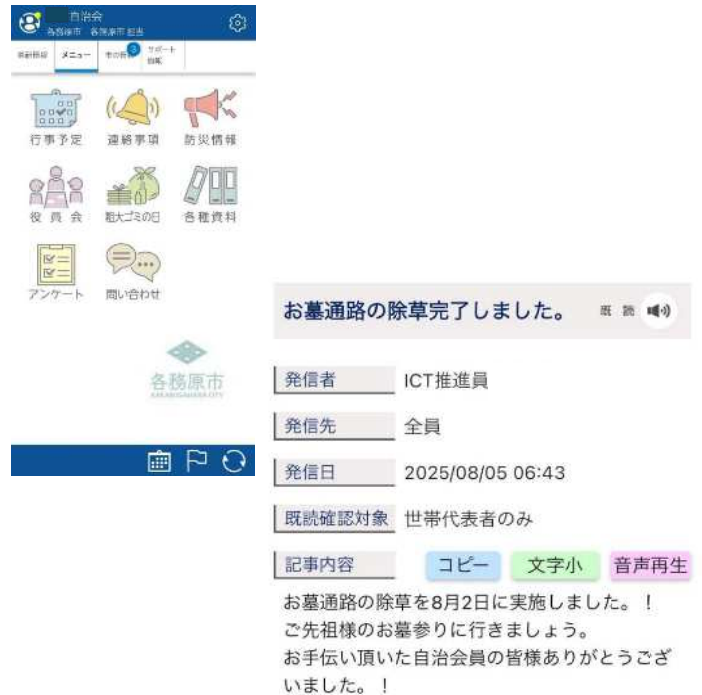 自治会
各務原市 各務原市 担当
メニュー
3
サポート
行事予定
連絡事項
防災情報
役員会
粗大ゴミの日
各種資料
アンケート
問い合わせ
各務原市
KAKAMIGAHARA CITY
お墓通路の除草完了しました。 既読
発信者 ICT推進員
発信先 全員
発信日 2025/08/05 06:43
既読確認対象 世帯代表者のみ
記事内容 コピー 文字小 音声再生
お墓通路の除草を8月2日に実施しました。！
ご先祖様のお墓参りに行きましょう。
お手伝い頂いた自治会員の皆様ありがとうござ
いました。！